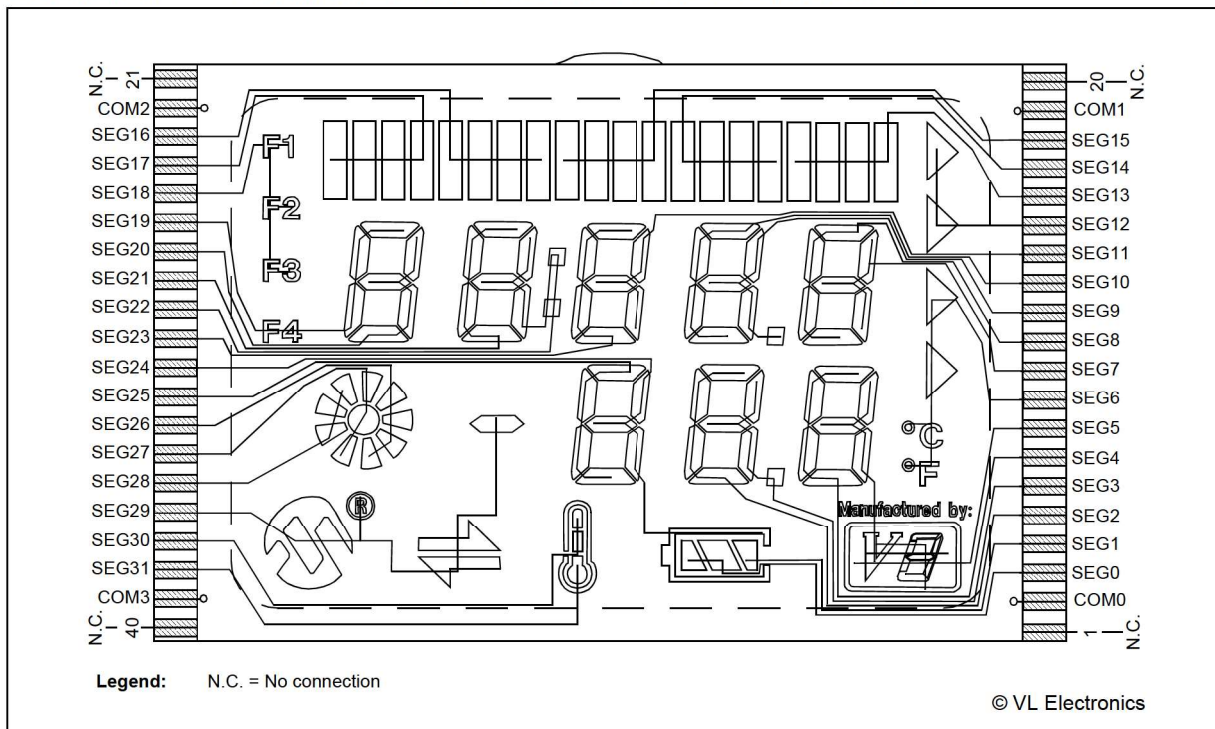 N.C.
21
COM2
SEG16
SEG17
SEG18
SEG19
SEG20
SEG21
SEG22
SEG23
SEG24
SEG25
SEG26
SEG27
SEG28
SEG29
SEG30
SEG31
COM3
N.C.
40
F1
F2
F3
F4
®
°C
°F
Manufactured by:
20
N.C.
COM1
SEG15
SEG14
SEG13
SEG12
SEG11
SEG10
SEG9
SEG8
SEG7
SEG6
SEG5
SEG4
SEG3
SEG2
SEG1
SEG0
COM0
1
N.C.
Legend: N.C. = No connection
© VL Electronics